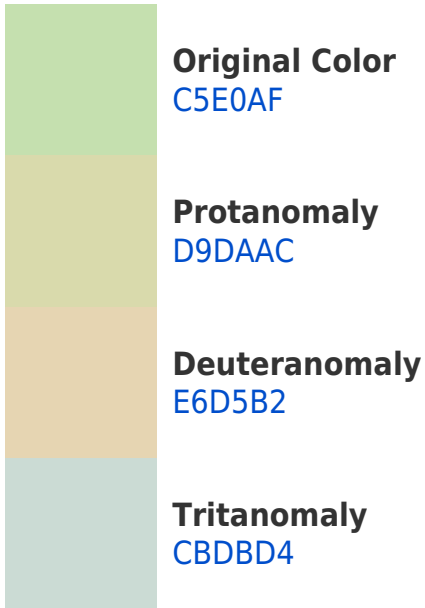 Original Color
C5E0AF
Protanomaly
D9DAAC
Deuteranomaly
E6D5B2
Tritanomaly
CBDBD4